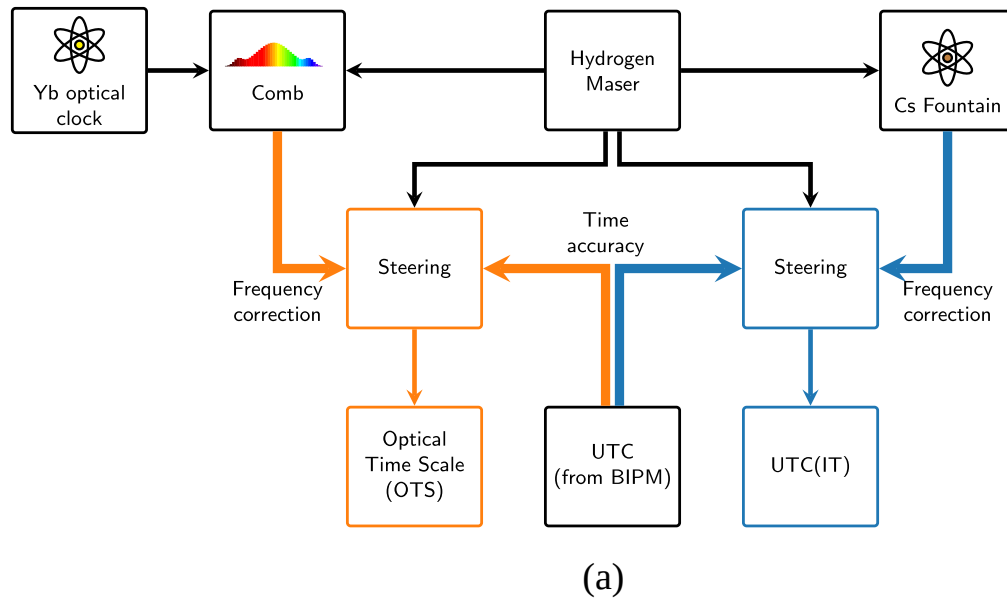 Yb optical
clock
Comb
Hydrogen
Maser
Cs Fountain
Steering
Time
accuracy
Steering
Frequency
correction
Frequency
correction
Optical
Time Scale
(OTS)
UTC
(from BIPM)
UTC(IT)
(a)